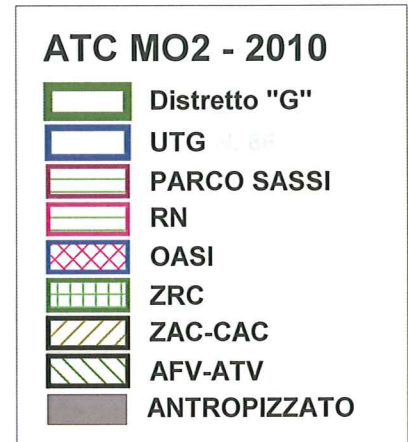 ATC MO2 - 2010
Distretto "G"
UTG
PARCO SASSI
RN
OASI
ZRC
ZAC-CAC
AFV-ATV
ANTROPIZZATO